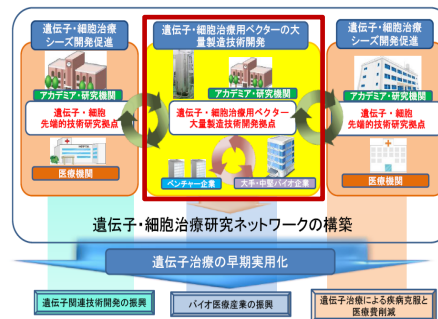 遺伝子・細胞治療
シーズ開発促進
アカデミア・研究機関
遺伝子・細胞
先端的技術研究拠点
医療機関
遺伝子・細胞治療用ベクターの大
量製造技術開発
アカデミア・研究機関
遺伝子・細胞治療用ベクター
大量製造技術開発拠点
ベンチャー企業
大手・中堅バイオ企業
遺伝子・細胞治療
シーズ開発促進
アカデミア・研究機関
遺伝子・細胞
先端的技術研究拠点
医療機関
遺伝子・細胞治療研究ネットワークの構築
遺伝子治療の早期実用化
遺伝子関連技術開発の振興
バイオ医療産業の振興
遺伝子治療による疾病克服と
医療費削減